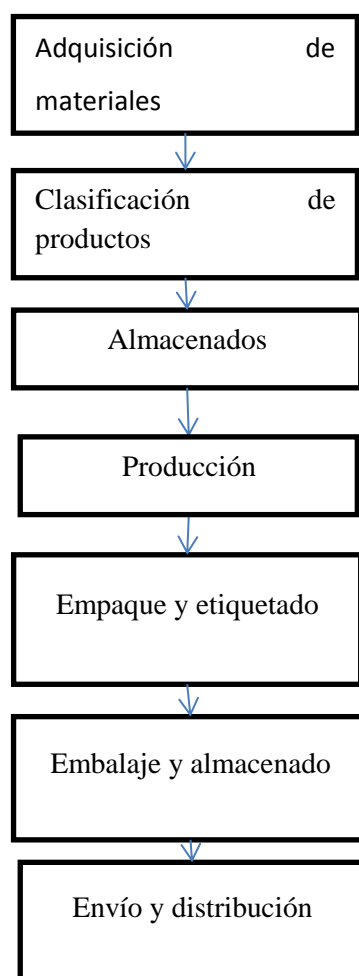 Adquisición de
materiales
Clasificación de
productos
Almacenados
Producción
Empaque y etiquetado
Embalaje y almacenado
Envío y distribución